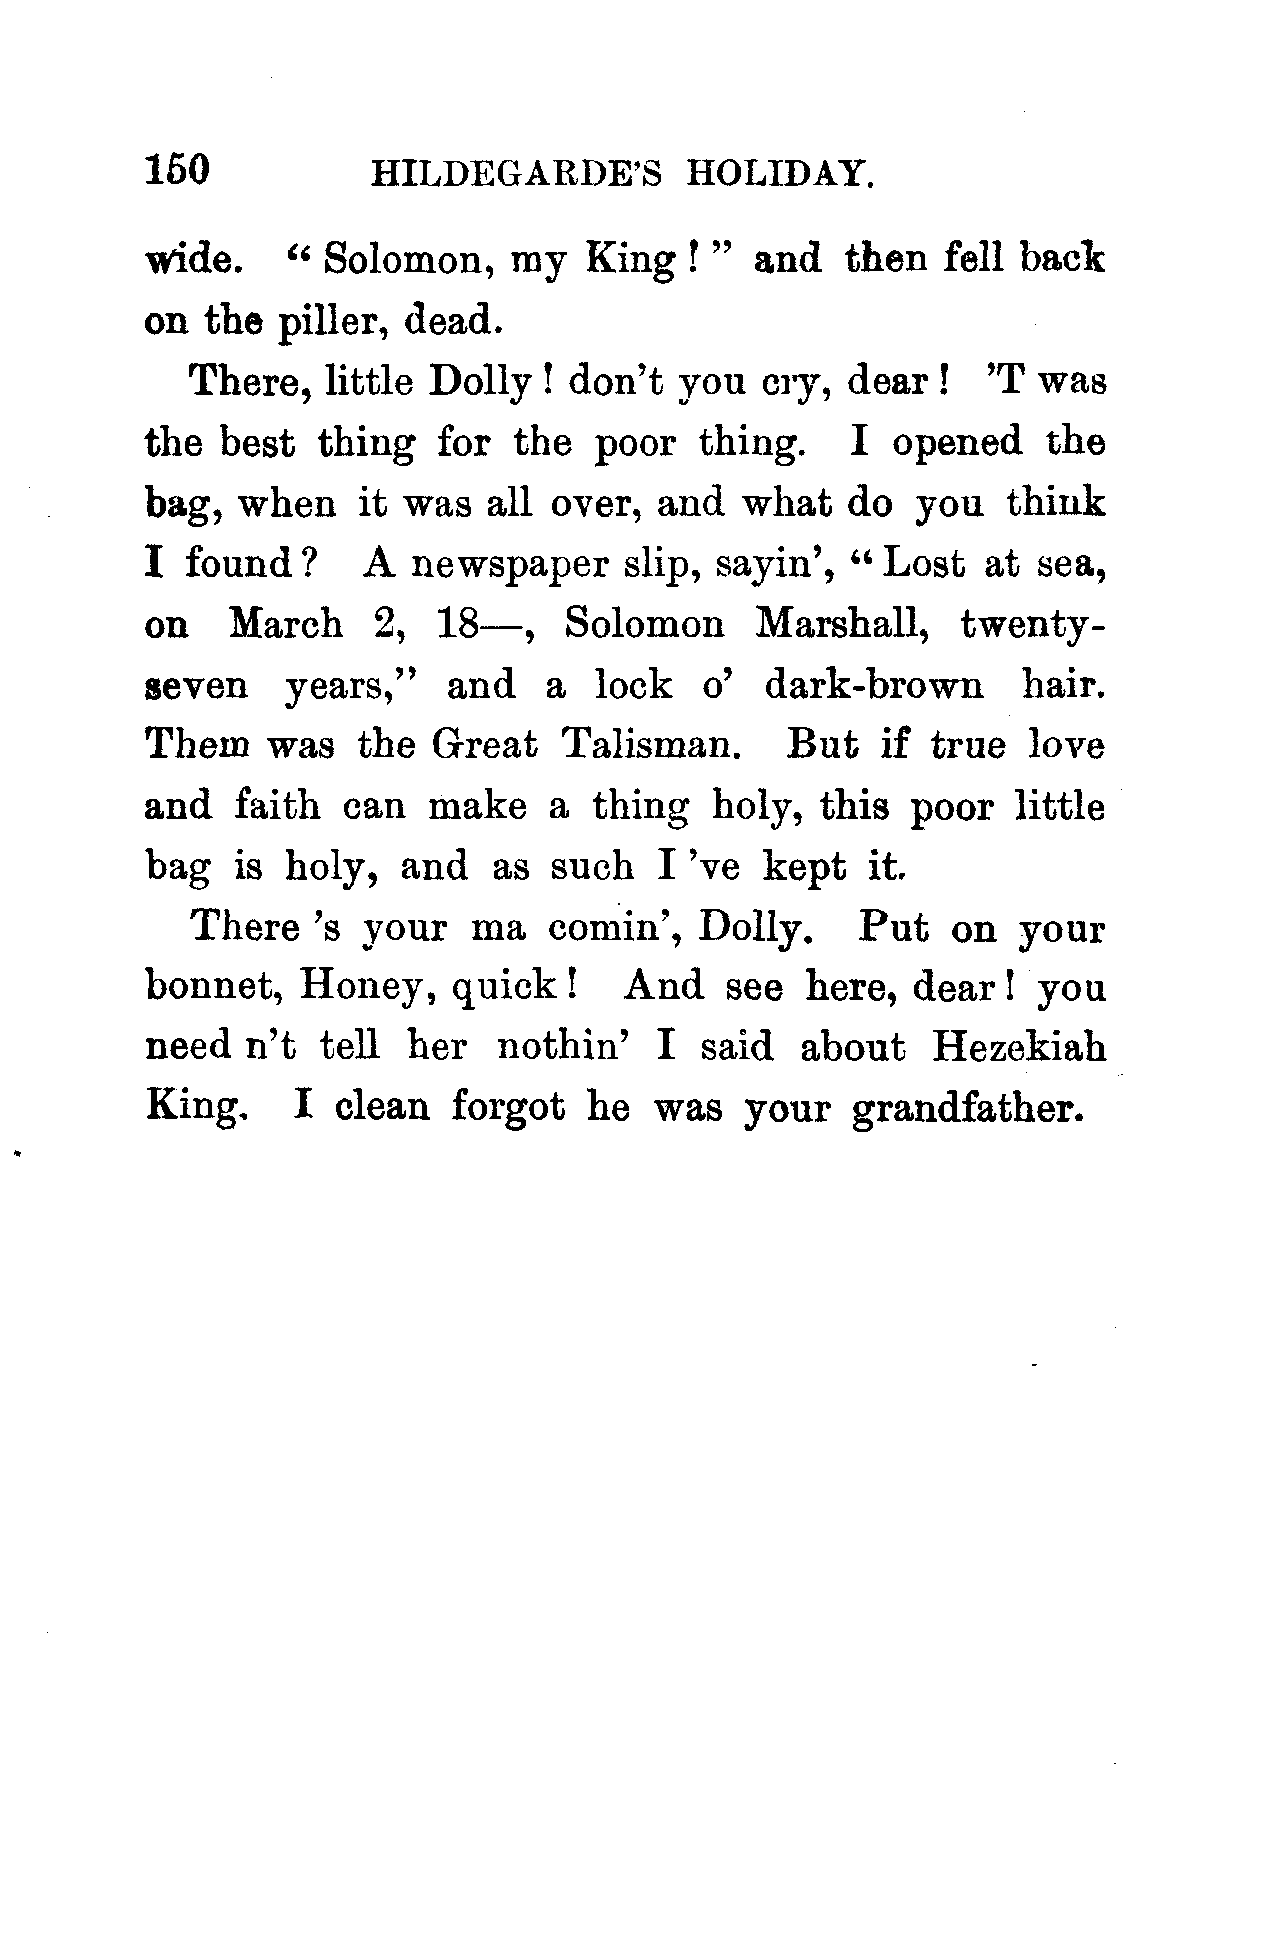 150 HILDEGARDE'S HOLIDAY.
wide. “Solomon, my King!” and then fell back
on the piller, dead.
There, little Dolly! don't you cry, dear! 'T was
the best thing for the poor thing. I opened the
bag, when it was all over, and what do you think
I found? A newspaper slip, sayin', “Lost at sea,
on March 2, 18—, Solomon Marshall, twenty-
seven years,” and a lock o' dark-brown hair.
Them was the Great Talisman. But if true love
and faith can make a thing holy, this poor little
bag is holy, and as such I 've kept it.
There 's your ma comin', Dolly. Put on your
bonnet, Honey, quick! And see here, dear! you
need n't tell her nothin' I said about Hezekiah
King. I clean forgot he was your grandfather.